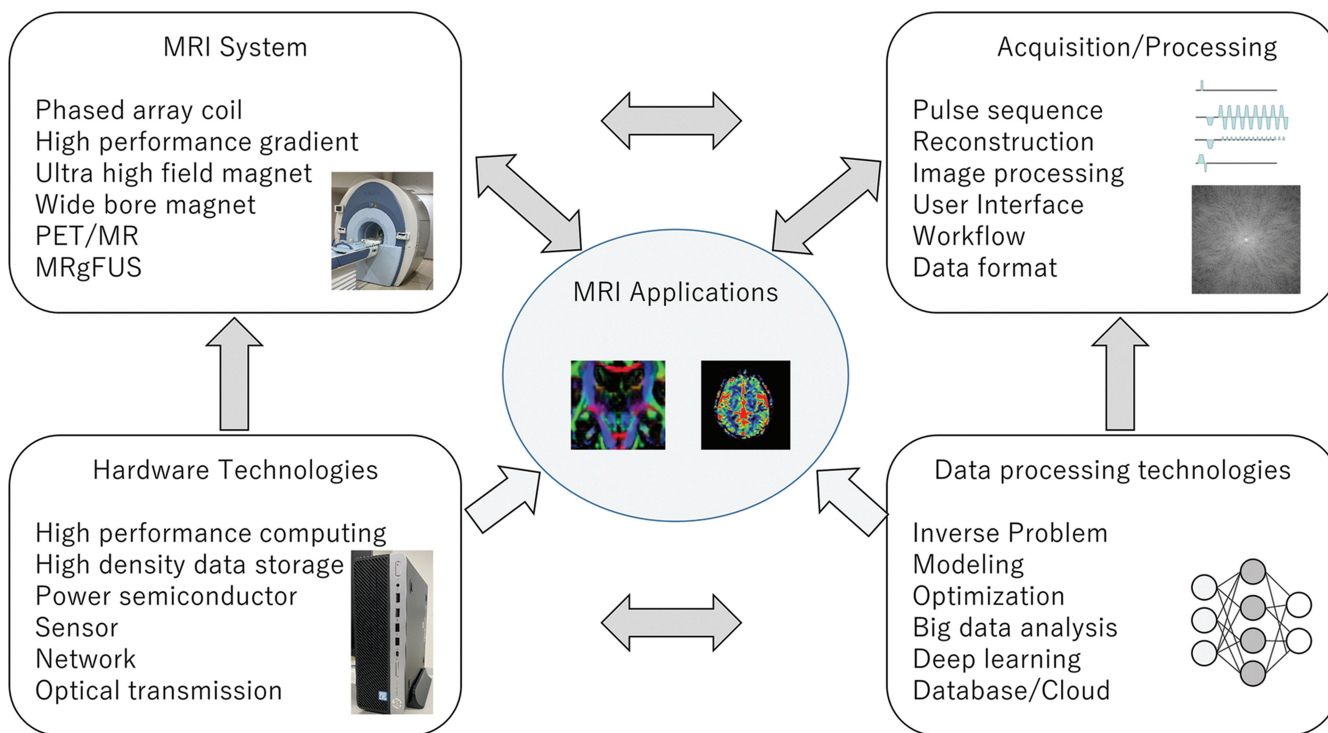 MRI System
Phased array coil
High performance gradient
Ultra high field magnet
Wide bore magnet
PET/MR
MRgFUS
Acquisition/Processing
Pulse sequence
Reconstruction
Image processing
User Interface
Workflow
Data format
MRI Applications
Hardware Technologies
High performance computing
High density data storage
Power semiconductor
Sensor
Network
Optical transmission
Data processing technologies
Inverse Problem
Modeling
Optimization
Big data analysis
Deep learning
Database/Cloud